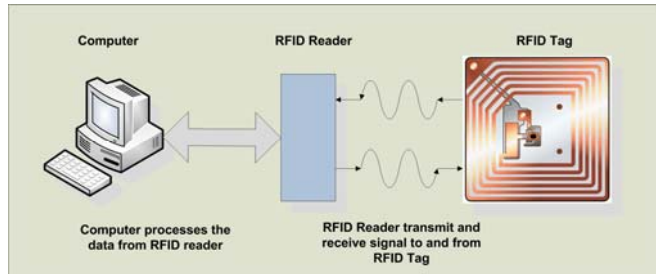 Computer
RFID Reader
RFID Tag
Computer processes the
data from RFID reader
RFID Reader transmit and
receive signal to and from
RFID Tag